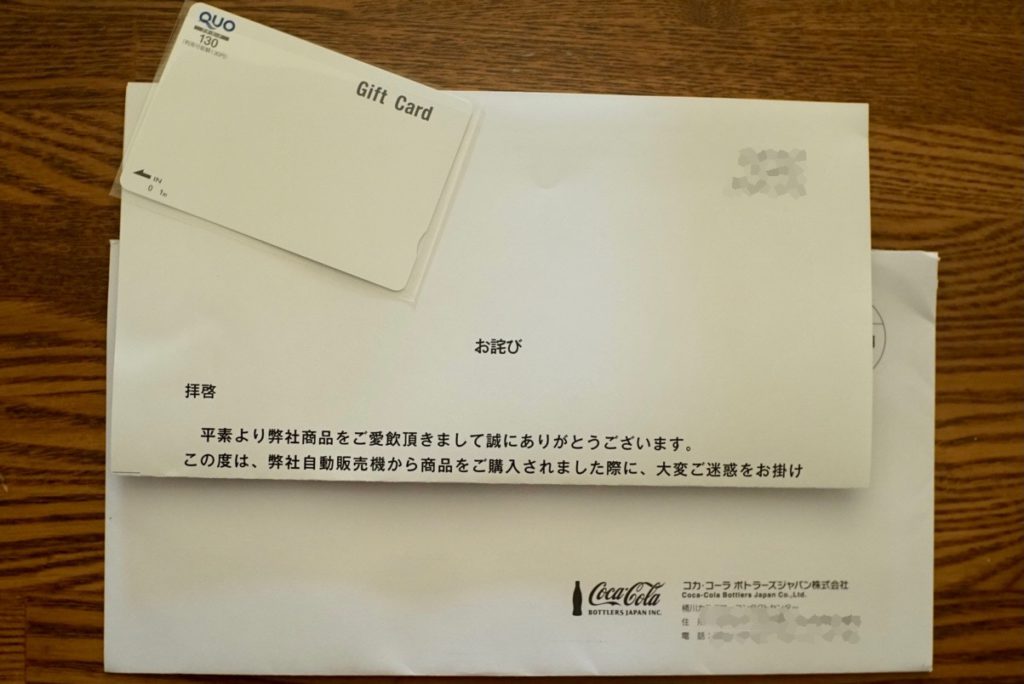 QUO
130
Gift Card
IN
0
お詫び
拝啓
平素より弊社商品をご愛飲頂きまして誠にありがとうございます。
この度は、弊社自動販売機から商品をご購入されました際に、大変ご迷惑をお掛け
Coca-Cola
BOTTLERS JAPAN INC.
コカ・コーラ ボトラーズジャパン株式会社
Coca-Cola Bottlers Japan Co.,Ltd.
住
電 話：